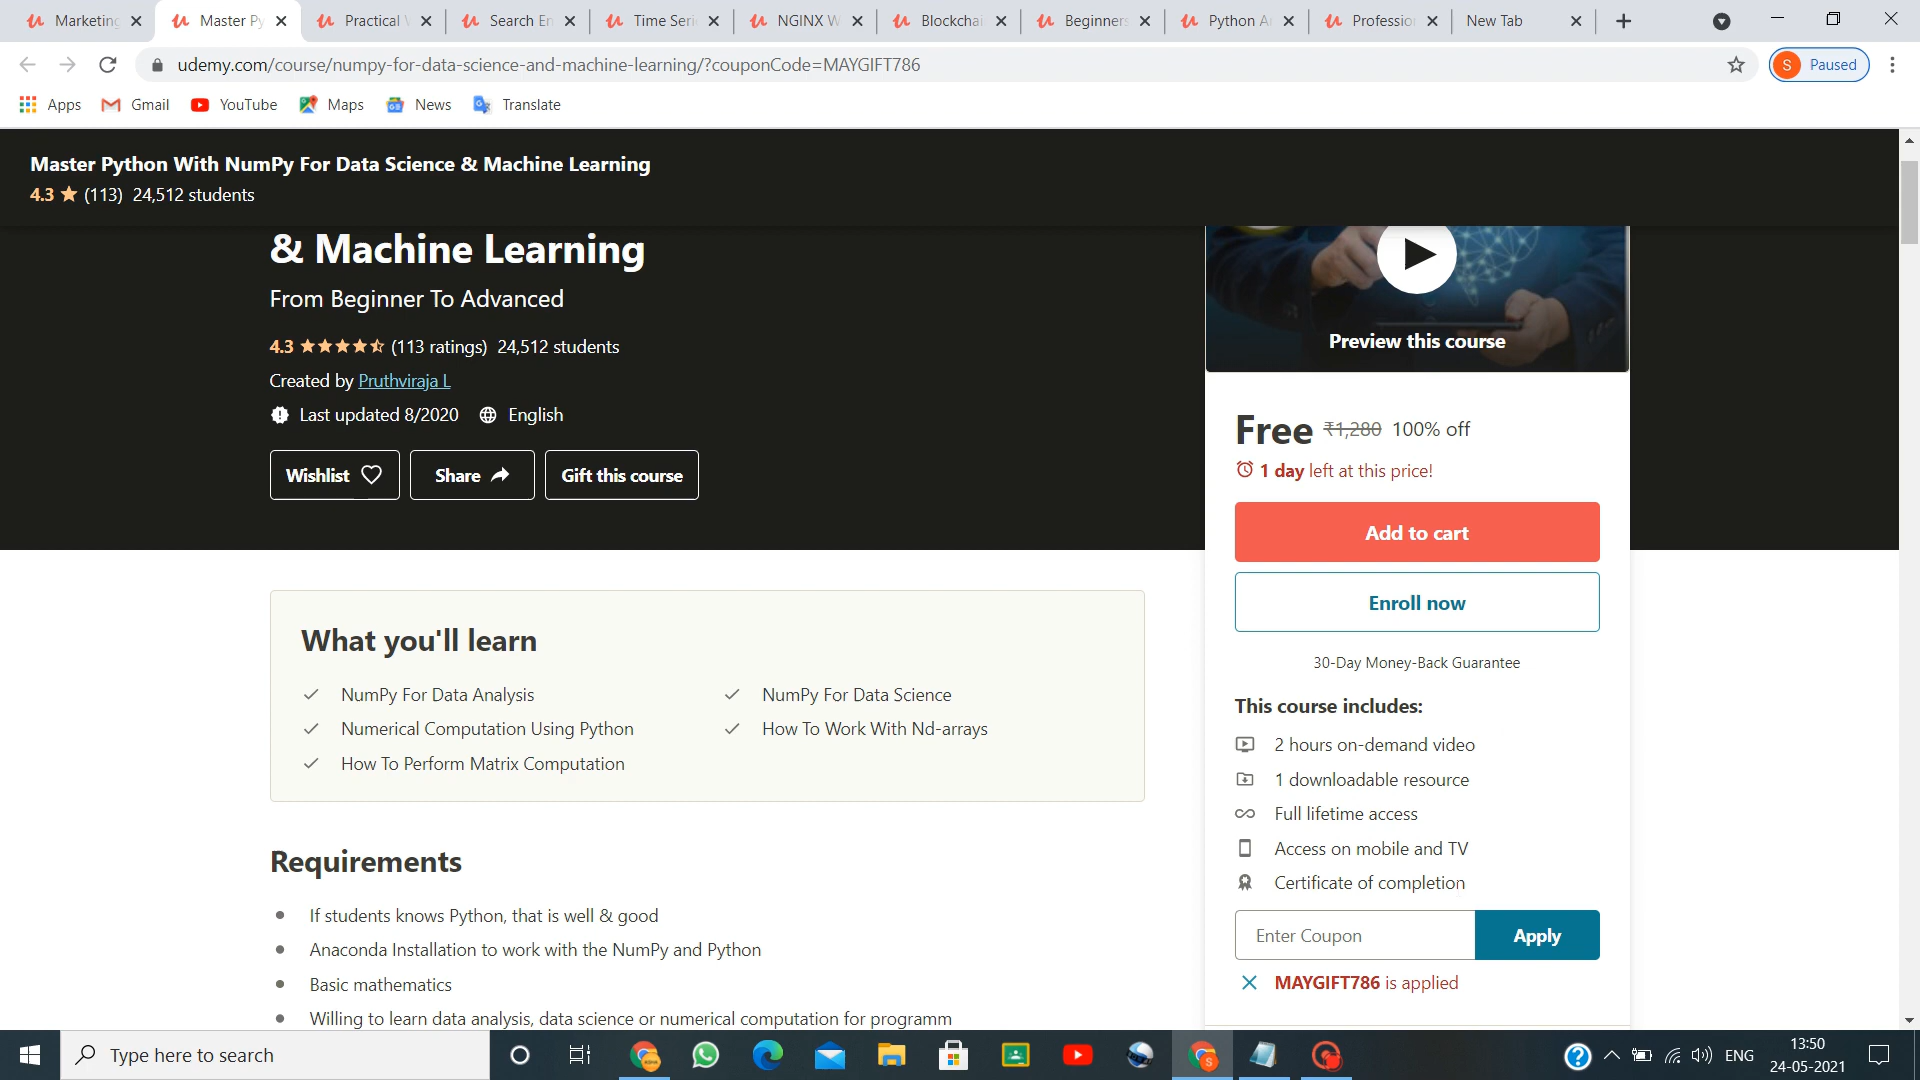 Marketing
Master Py
Practical
Search En
Time Seri
NGINX W
Blockchai
Beginners
Python A
Profession
New Tab
udemy.com/course/numpy-for-data-science-and-machine-learning/?couponCode=MAYGIFT786
S Paused
Apps Gmail YouTube Maps News Translate
Master Python With NumPy For Data Science & Machine Learning
4.3 ★ (113) 24,512 students
& Machine Learning
From Beginner To Advanced
4.3 (113 ratings) 24,512 students
Created by Pruthviraja L
Last updated 8/2020 English
Wishlist Share Gift this course
What you'll learn
NumPy For Data Analysis
NumPy For Data Science
Numerical Computation Using Python
How To Work With Nd-arrays
How To Perform Matrix Computation
Requirements
If students knows Python, that is well & good
Anaconda Installation to work with the NumPy and Python
Basic mathematics
Willing to learn data analysis, data science or numerical computation for programm
Preview this course
Free ₹1,280 100% off
1 day left at this price!
Add to cart
Enroll now
30-Day Money-Back Guarantee
This course includes:
2 hours on-demand video
1 downloadable resource
Full lifetime access
Access on mobile and TV
Certificate of completion
Enter Coupon Apply
MAYGIFT786 is applied
Type here to search
ENG
13:50
24-05-2021